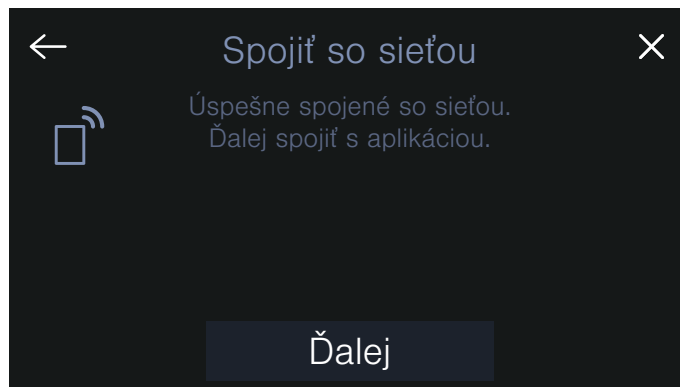 Spojiť so sieťou
Úspešne spojené so sieťou.
Ďalej spojiť s aplikáciou.
Ďalej